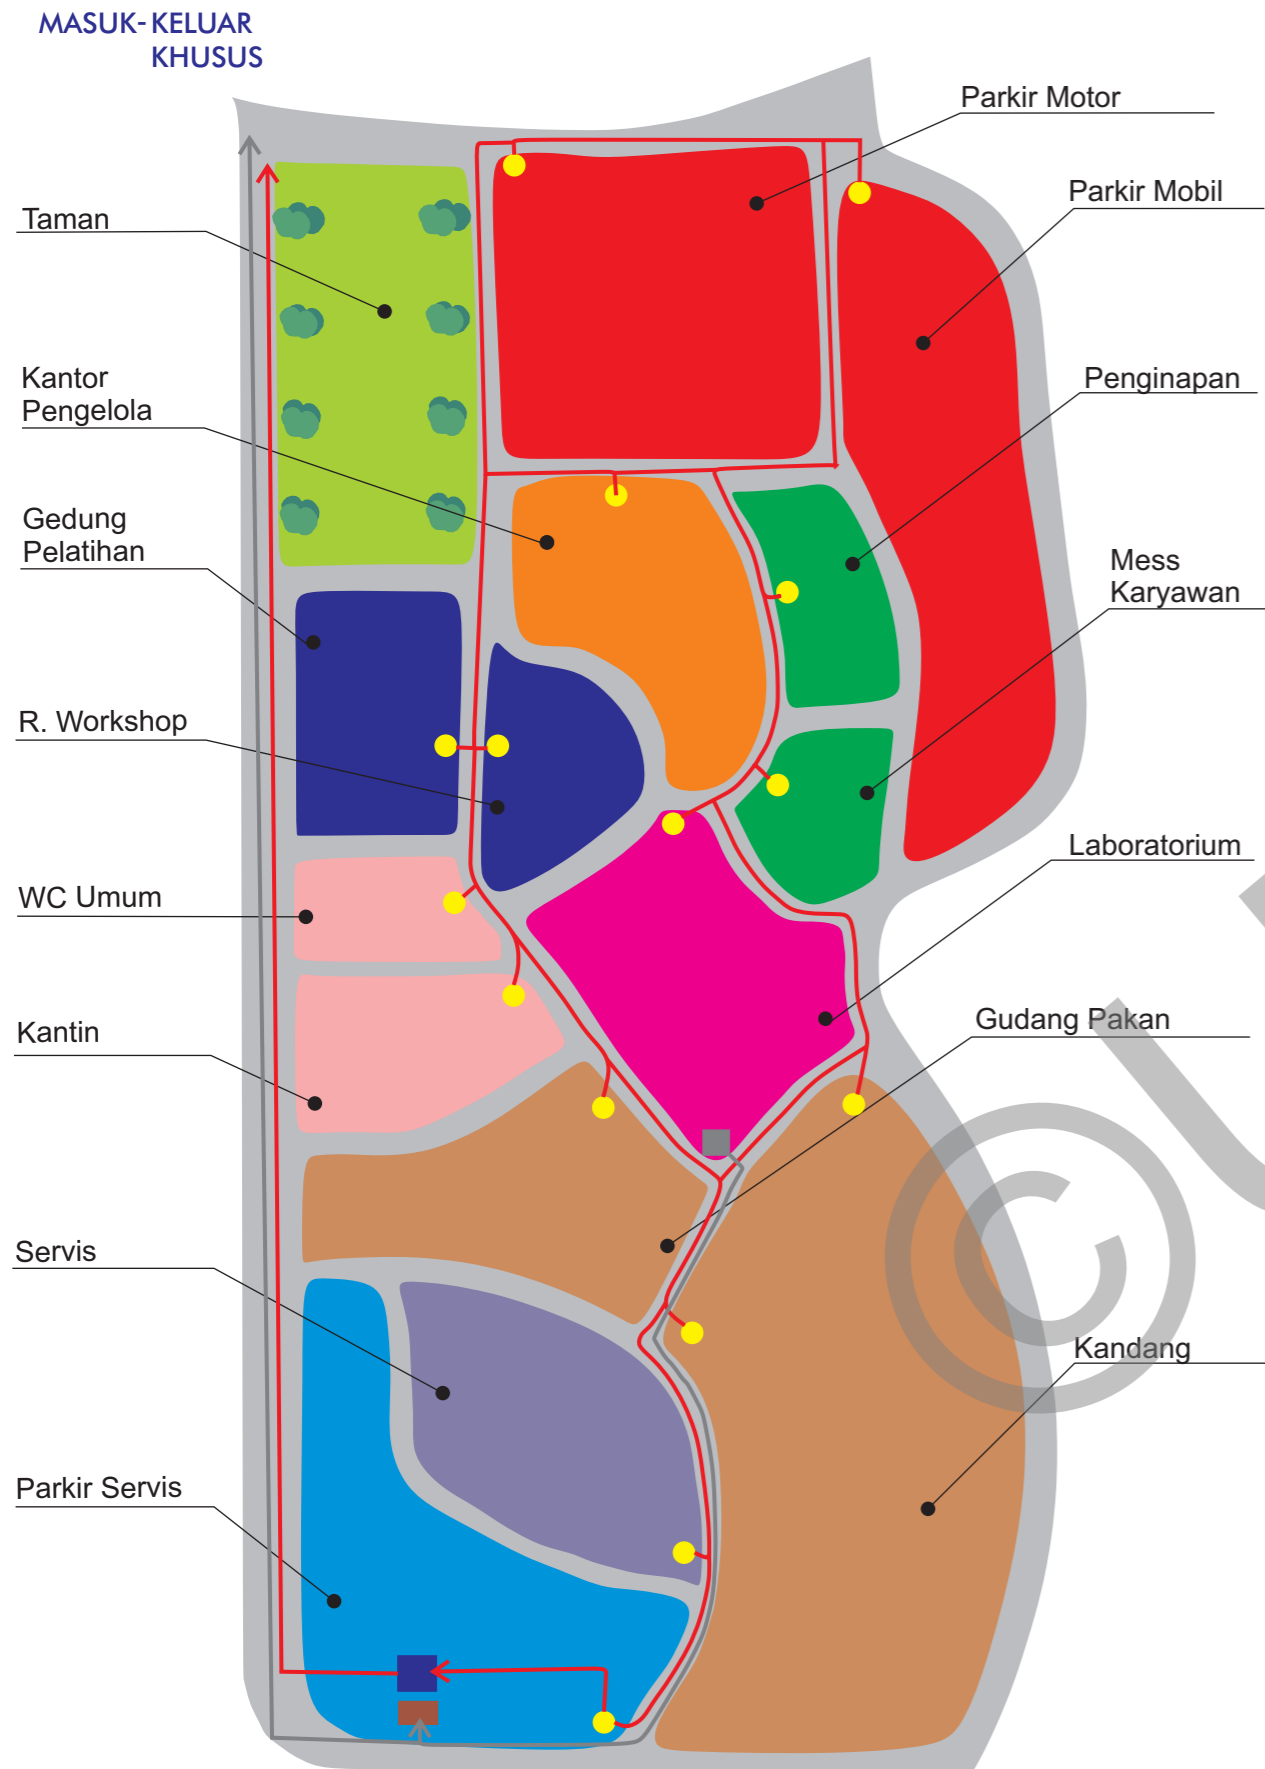 MASUK-KELUAR
KHUSUS
Parkir Motor
Parkir Mobil
Taman
Kantor
Pengelola
Penginapan
Gedung
Pelatihan
Mess
Karyawan
R. Workshop
Laboratorium
WC Umum
Kantin
Gudang Pakan
Servis
Kandang
Parkir Servis
©